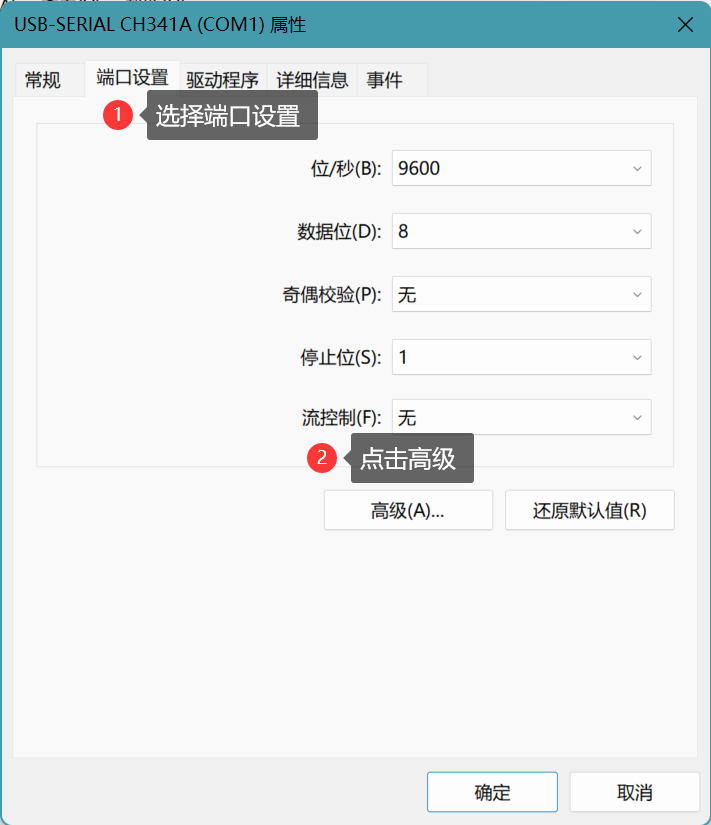 USB-SERIAL CH341A (COM1) 属性
常规 端口设置 驱动程序 详细信息 事件
1 选择端口设置
位/秒(B): 9600
数据位(D): 8
奇偶校验(P): 无
停止位(S): 1
流控制(F): 无
2 点击高级
高级(A)... 还原默认值(R)
确定 取消